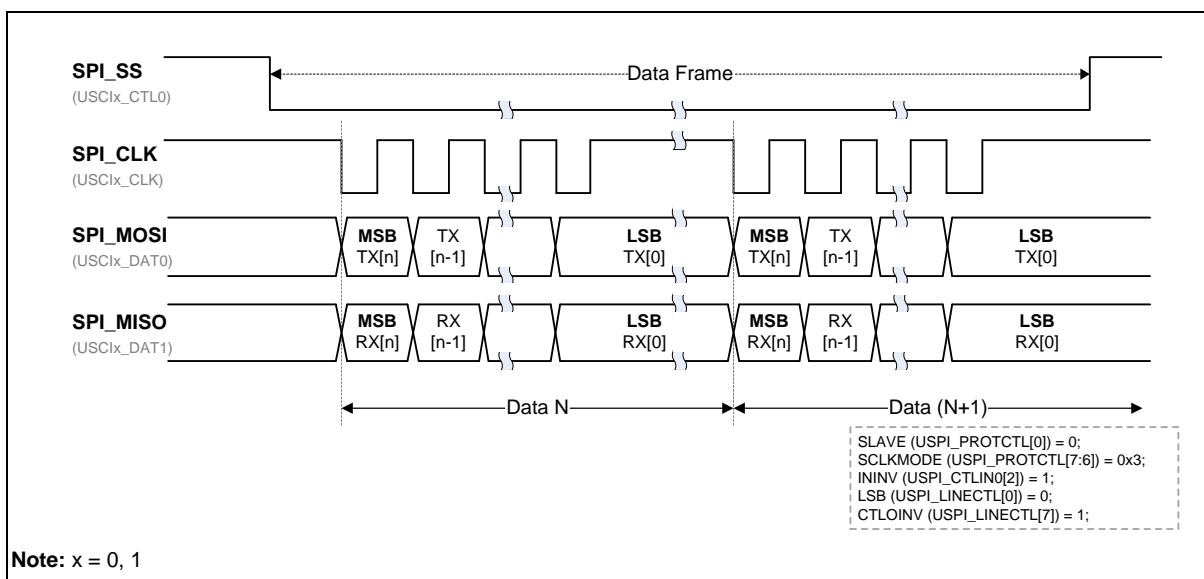 SPI_SS
(USCIx_CTL0)
Data Frame
SPI_CLK
(USCIx_CLK)
SPI_MOSI
(USCIx_DAT0)
MSB
TX[n]
TX
[n-1]
LSB
TX[0]
MSB
TX[n]
TX
[n-1]
LSB
TX[0]
SPI_MISO
(USCIx_DAT1)
MSB
RX[n]
RX
[n-1]
LSB
RX[0]
MSB
RX[n]
RX
[n-1]
LSB
RX[0]
Data N
Data (N+1)
SLAVE (USPI_PROTCTL[0]) = 0;
SCLKMODE (USPI_PROTCTL[7:6]) = 0x3;
ININV (USPI_CTLIN0[2]) = 1;
LSB (USPI_LINECTL[0]) = 0;
CTLOINV (USPI_LINECTL[7]) = 1;
Note: x = 0, 1